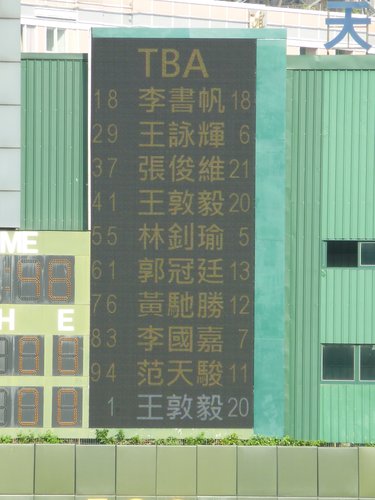 天
TBA
18 李書帆 18
29 王詠輝 6
37 張俊維 21
41 王敦毅 20
55 林釗瑜 5
61 郭冠廷 13
76 黃馳勝 12
83 李國嘉 7
94 范天駿 11
1 王敦毅 20
ME
H E